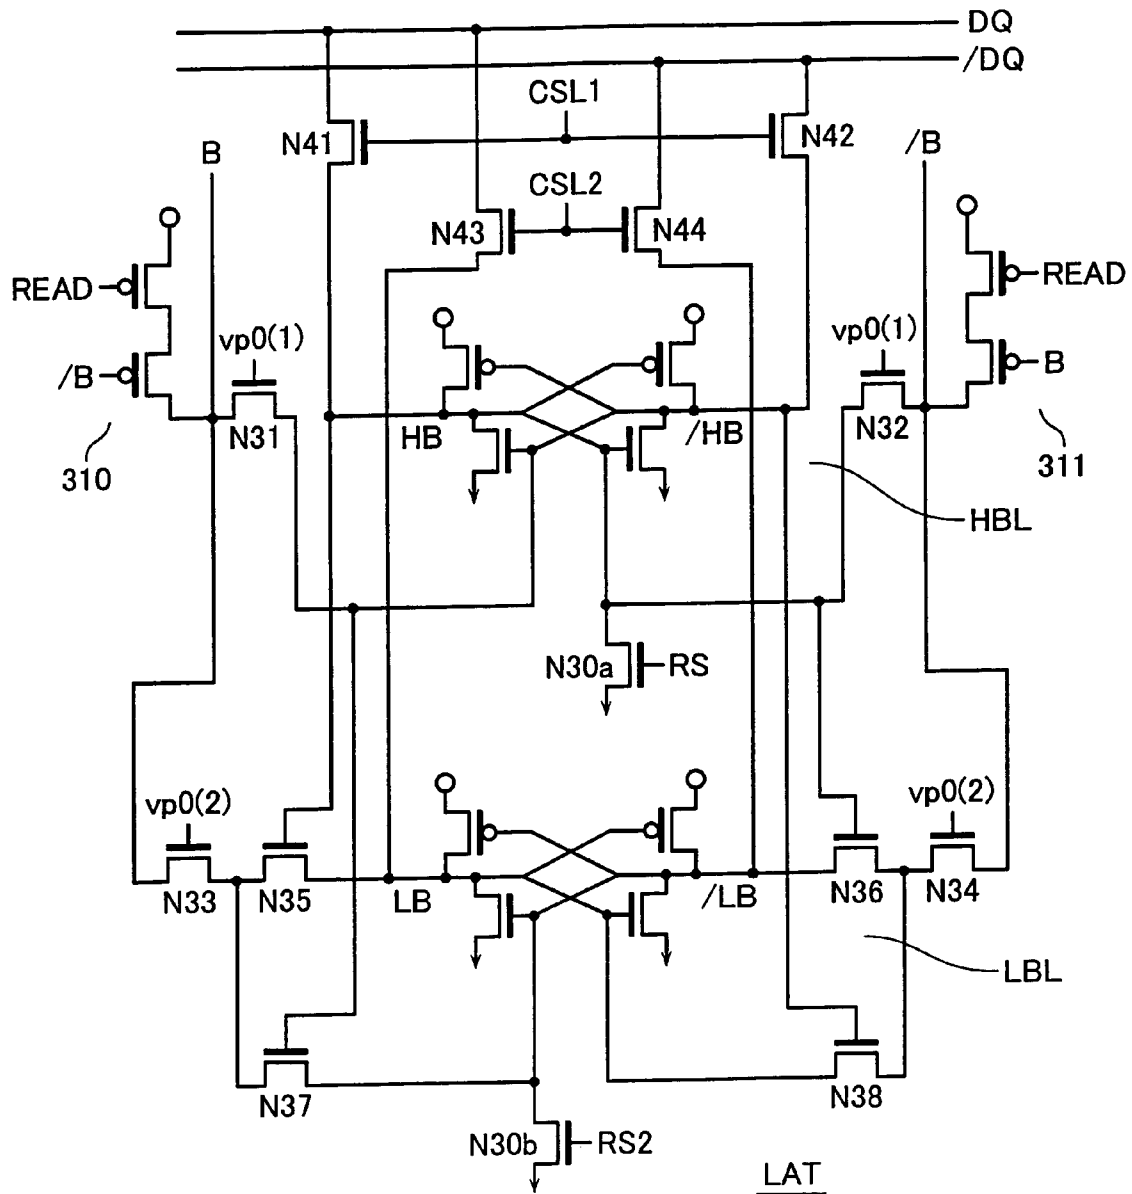 DQ
/DQ
CSL1
N41
N42
B
/B
CSL2
N43
N44
READ
READ
vp0(1)
vp0(1)
/B
B
N31
HB
/HB
N32
310
311
HBL
N30a
RS
vp0(2)
vp0(2)
N33
N35
LB
/LB
N36
N34
LBL
N37
N38
N30b
RS2
LAT